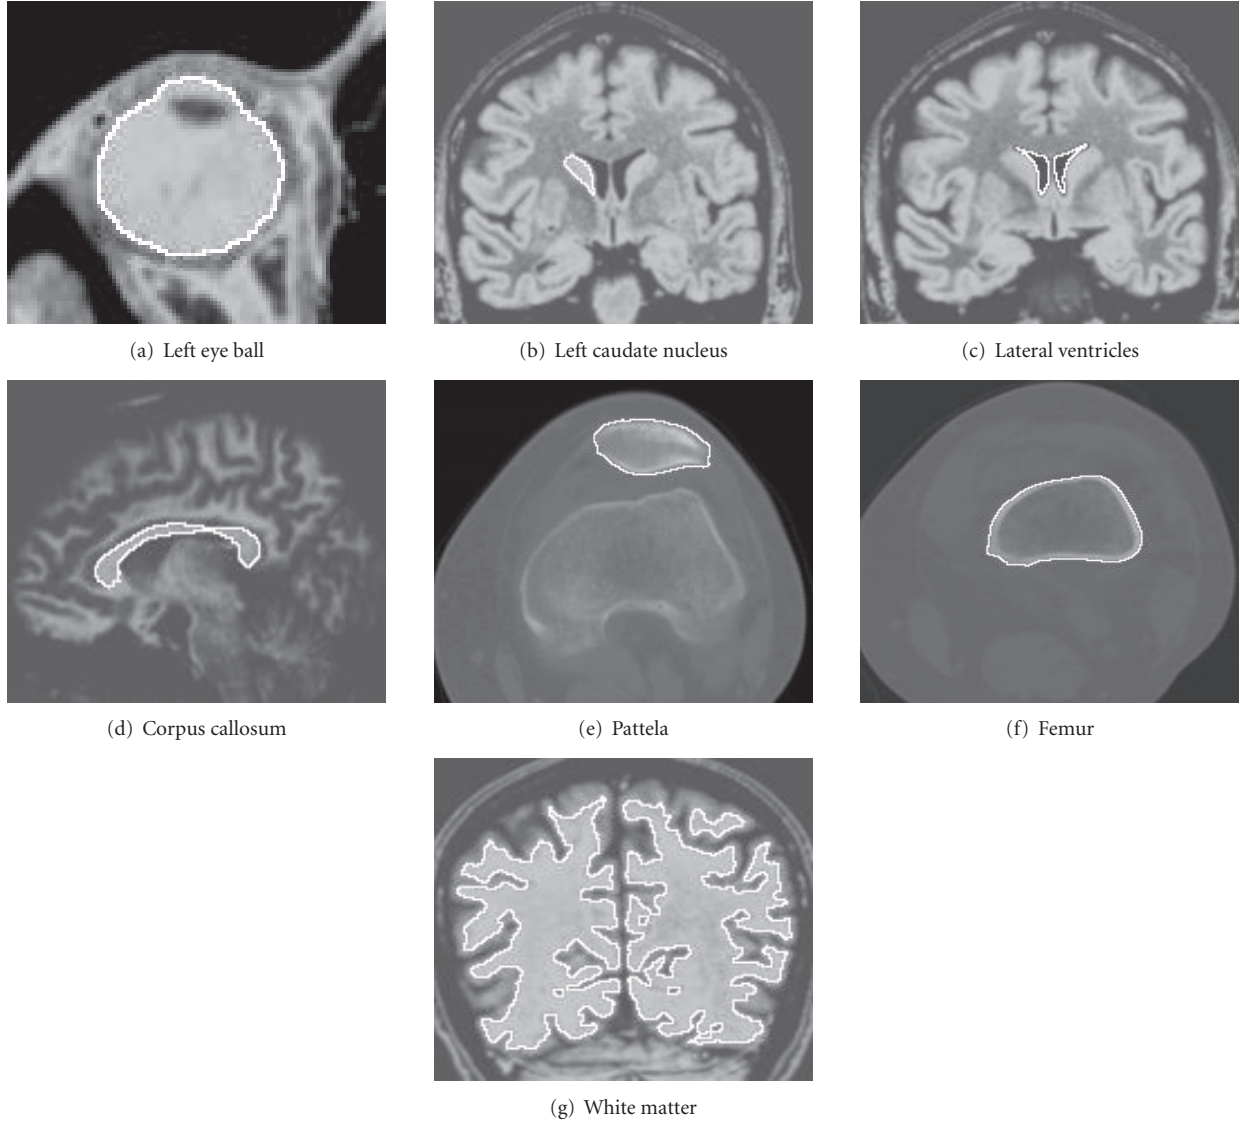 (a) Left eye ball
(b) Left caudate nucleus
(c) Lateral ventricles
(d) Corpus callosum
(e) Pattela
(f) Femur
(g) White matter